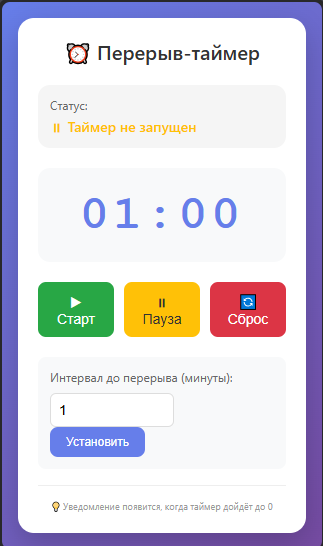 ⏰ Перерыв-таймер
Статус:
⏸ Таймер не запущен
01:00
▶ Старт
⏸ Пауза
🔄 Сброс
Интервал до перерыва (минуты):
1
Установить
💡 Уведомление появится, когда таймер дойдёт до 0